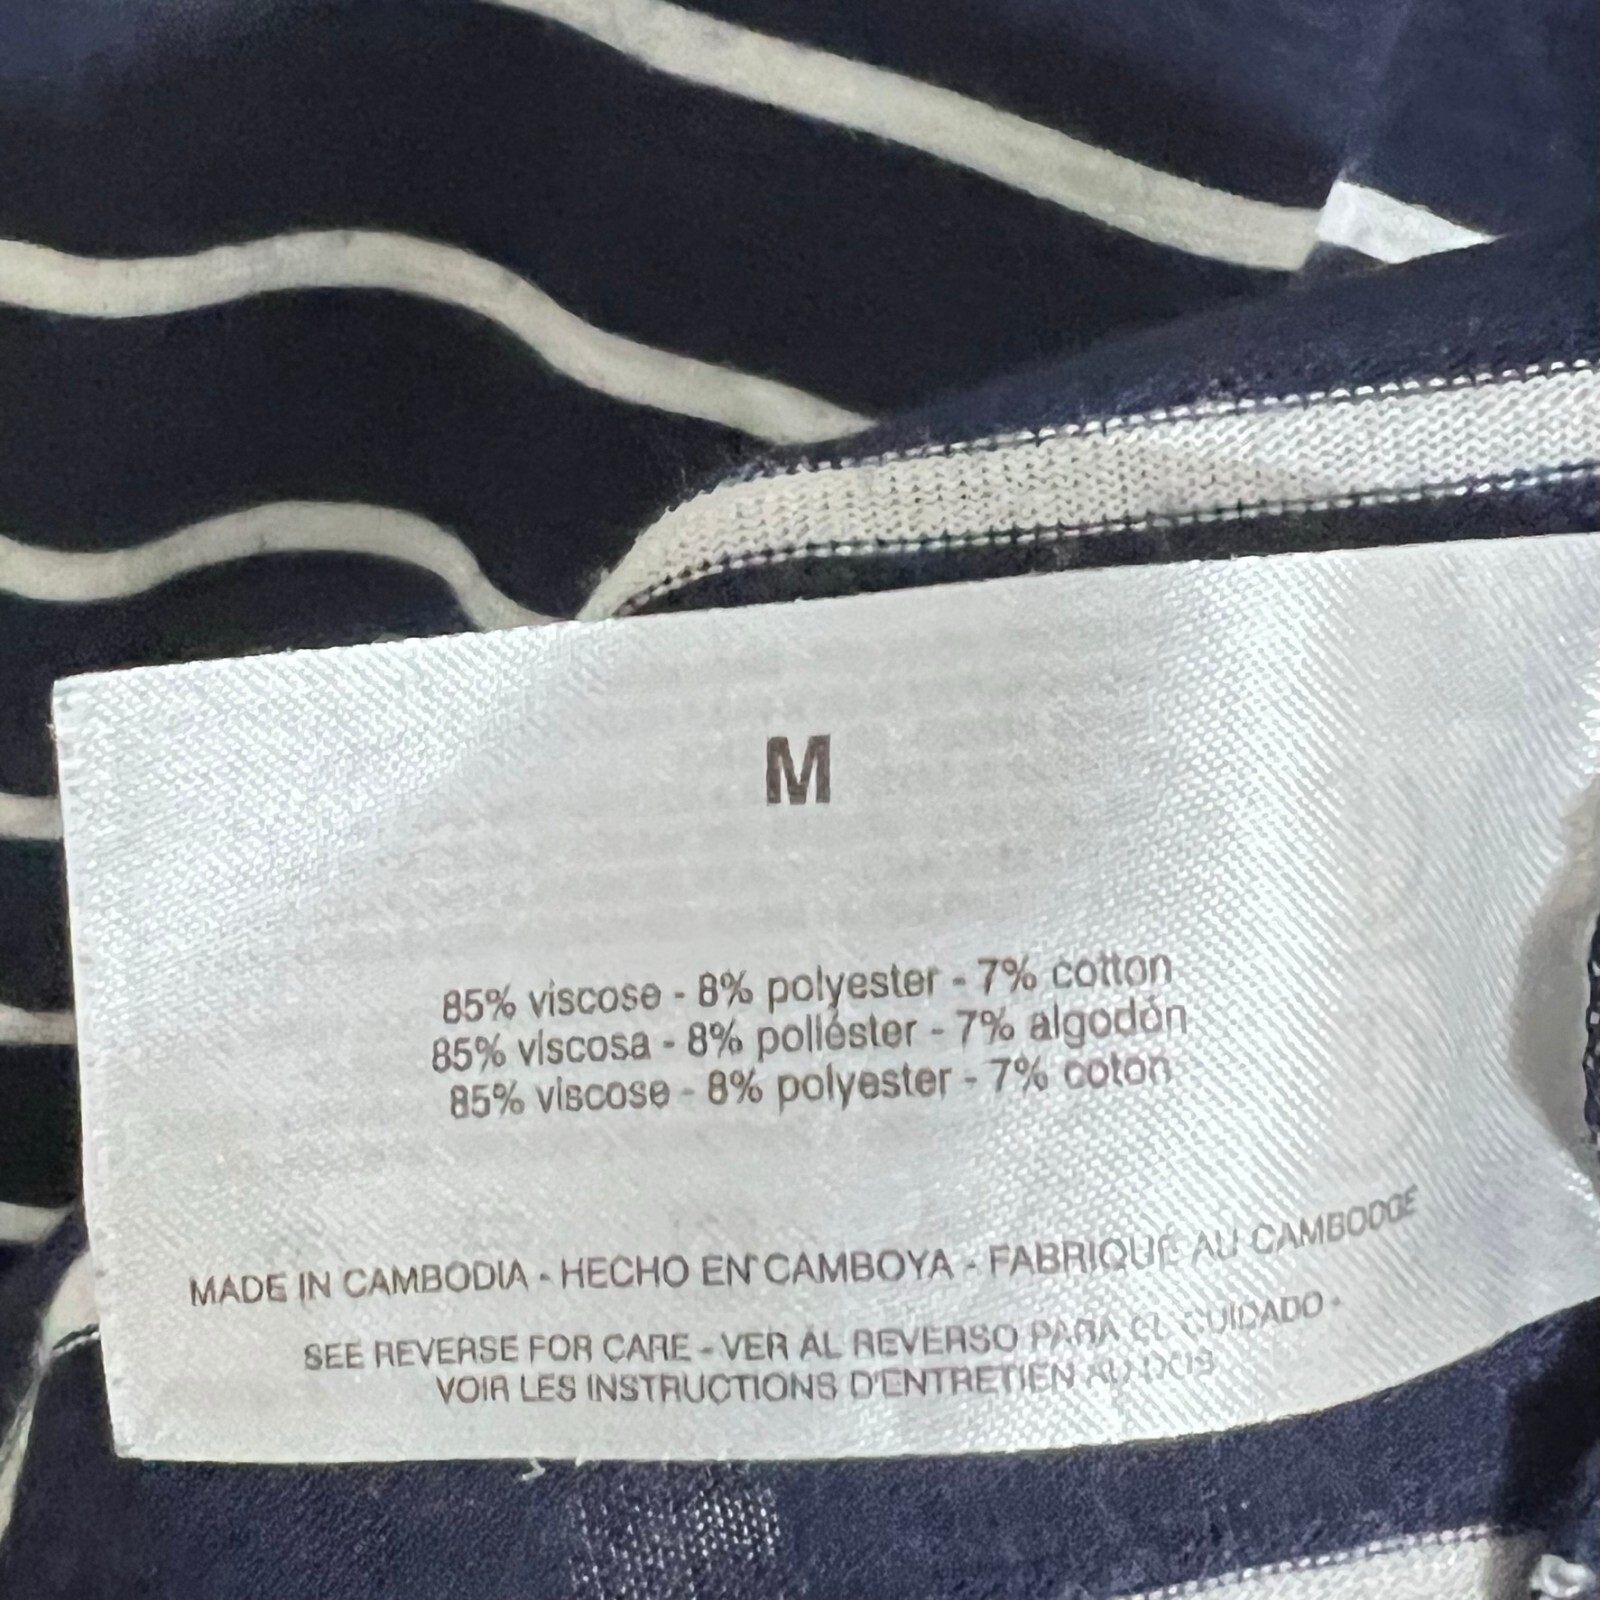 M
85% viscose - 8% polyester - 7% cotton
85% viscosa - 8% poliéster - 7% algodón
85% viscose - 8% polyester - 7% coton
MADE IN CAMBODIA - HECHO EN CAMBOYA - FABRIQUÉ AU CAMBODGE
SEE REVERSE FOR CARE - VER AL REVERSO PARA EL CUIDADO -
VOIR LES INSTRUCTIONS D'ENTRETIEN AU DOS